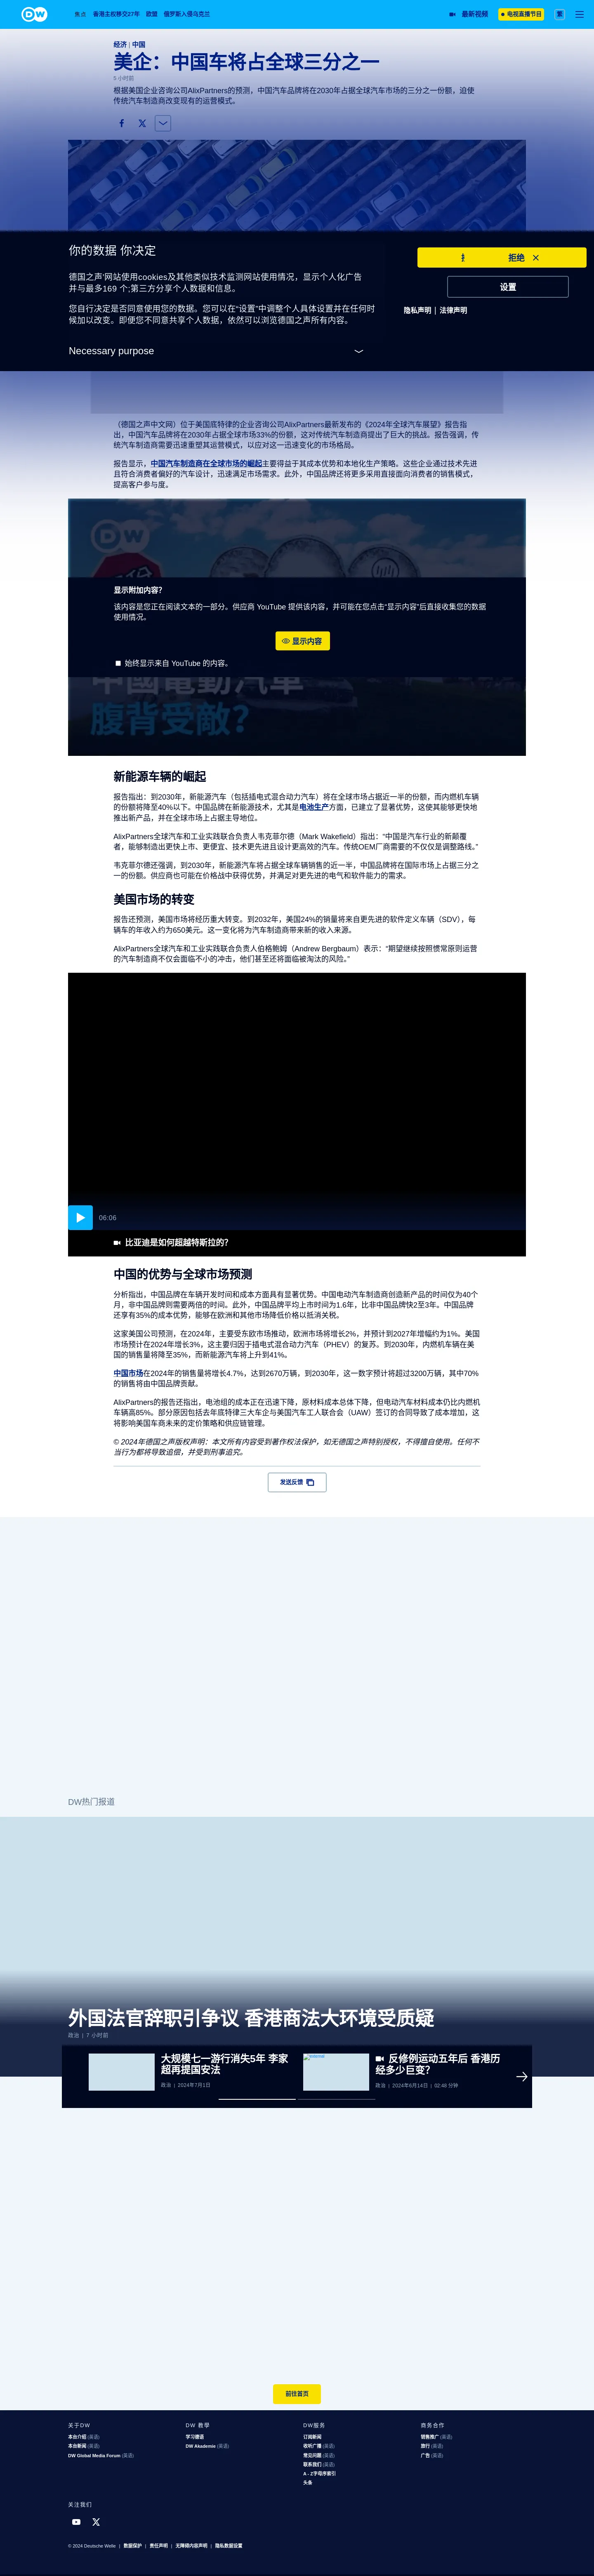 DW
焦点 香港主权移交27年 欧盟 俄罗斯入侵乌克兰
最新视频
电视直播节目
繁
经济 | 中国
美企：中国车将占全球三分之一
5 小时前
根据美国企业咨询公司AlixPartners的预测，中国汽车品牌将在2030年占据全球汽车市场的三分之一份额，迫使
传统汽车制造商改变现有的运营模式。
你的数据 你决定
德国之声'网站使用cookies及其他类似技术监测网站使用情况，显示个人化广告
并与最多169 个;第三方分享个人数据和信息。
您自行决定是否同意使用您的数据。您可以在“设置”中调整个人具体设置并在任何时
候加以改变。即便您不同意共享个人数据，依然可以浏览德国之声所有内容。
Necessary purpose
拒绝
设置
隐私声明 | 法律声明
（德国之声中文网）位于美国底特律的企业咨询公司AlixPartners最新发布的《2024年全球汽车展望》报告指
出，中国汽车品牌将在2030年占据全球市场33%的份额，这对传统汽车制造商提出了巨大的挑战。报告强调，传
统汽车制造商需要迅速重塑其运营模式，以应对这一迅速变化的市场格局。
报告显示，中国汽车制造商在全球市场的崛起主要得益于其成本优势和本地化生产策略。这些企业通过技术先进
且符合消费者偏好的汽车设计，迅速满足市场需求。此外，中国品牌还将更多采用直接面向消费者的销售模式，
提高客户参与度。
DW
显示附加内容？
该内容是您正在阅读文本的一部分。供应商 YouTube 提供该内容，并可能在您点击“显示内容”后直接收集您的数据
使用情况。
显示内容
始终显示来自 YouTube 的内容。
中國電動汽車
腹背受敵？
新能源车辆的崛起
报告指出：到2030年，新能源汽车（包括插电式混合动力汽车）将在全球市场占据近一半的份额，而内燃机车辆
的份额将降至40%以下。中国品牌在新能源技术，尤其是电池生产方面，已建立了显著优势，这使其能够更快地
推出新产品，并在全球市场上占据主导地位。
AlixPartners全球汽车和工业实践联合负责人韦克菲尔德（Mark Wakefield）指出：“中国是汽车行业的新颠覆
者，能够制造出更快上市、更便宜、技术更先进且设计更高效的汽车。传统OEM厂商需要的不仅仅是调整路线。”
韦克菲尔德还强调，到2030年，新能源汽车将占据全球车辆销售的近一半，中国品牌将在国际市场上占据三分之
一的份额。供应商也可能在价格战中获得优势，并满足对更先进的电气和软件能力的需求。
美国市场的转变
报告还预测，美国市场将经历重大转变。到2032年，美国24%的销量将来自更先进的软件定义车辆（SDV），每
辆车的年收入约为650美元。这一变化将为汽车制造商带来新的收入来源。
AlixPartners全球汽车和工业实践联合负责人伯格鲍姆（Andrew Bergbaum）表示：“期望继续按照惯常原则运营
的汽车制造商不仅会面临不小的冲击，他们甚至还将面临被淘汰的风险。”
06:06
比亚迪是如何超越特斯拉的？
中国的优势与全球市场预测
分析指出，中国品牌在车辆开发时间和成本方面具有显著优势。中国电动汽车制造商创造新产品的时间仅为40个
月，非中国品牌则需要两倍的时间。此外，中国品牌平均上市时间为1.6年，比非中国品牌快2至3年。中国品牌
还享有35%的成本优势，能够在欧洲和其他市场降低价格以抵消关税。
这家美国公司预测，在2024年，主要受东欧市场推动，欧洲市场将增长2%，并预计到2027年增幅约为1%。美国
市场预计在2024年增长3%，这主要归因于插电式混合动力汽车（PHEV）的复苏。到2030年，内燃机车辆在美
国的销售量将降至35%，而新能源汽车将上升到41%。
中国市场在2024年的销售量将增长4.7%，达到2670万辆，到2030年，这一数字预计将超过3200万辆，其中70%
的销售将由中国品牌贡献。
AlixPartners的报告还指出，电池组的成本正在迅速下降，原材料成本总体下降，但电动汽车材料成本仍比内燃机
车辆高85%。部分原因包括去年底特律三大车企与美国汽车工人联合会（UAW）签订的合同导致了成本增加，这
将影响美国车商未来的定价策略和供应链管理。
© 2024年德国之声版权声明：本文所有内容受到著作权法保护，如无德国之声特别授权，不得擅自使用。任何不
当行为都将导致追偿，并受到刑事追究。
发送反馈
DW热门报道
外国法官辞职引争议 香港商法大环境受质疑
政治 | 7 小时前
大规模七一游行消失5年 李家
超再提国安法
政治 | 2024年7月1日
反修例运动五年后 香港历
经多少巨变？
政治 | 2024年6月14日 | 02:48 分钟
前往首页
关于DW
本台介绍 (英语)
本台新闻 (英语)
DW Global Media Forum (英语)
DW 教学
学习德语
DW Akademie (英语)
DW服务
订阅新闻
收听广播 (英语)
常见问题 (英语)
联系我们 (英语)
A - Z字母序索引
头条
商务合作
销售推广 (英语)
旅行 (英语)
广告 (英语)
关注我们
© 2024 Deutsche Welle | 数据保护 | 责任声明 | 无障碍内容声明 | 隐私数据设置